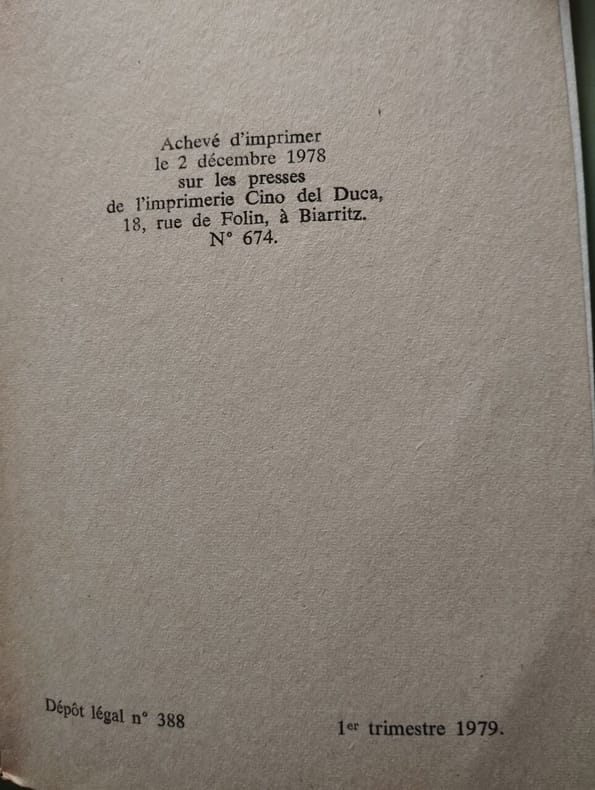 Achevé d'imprimer
le 2 décembre 1978
sur les presses
de l'imprimerie Cino del Duca,
18, rue de Folin, à Biarritz.
N° 674.
Dépôt légal n° 388
1er trimestre 1979.